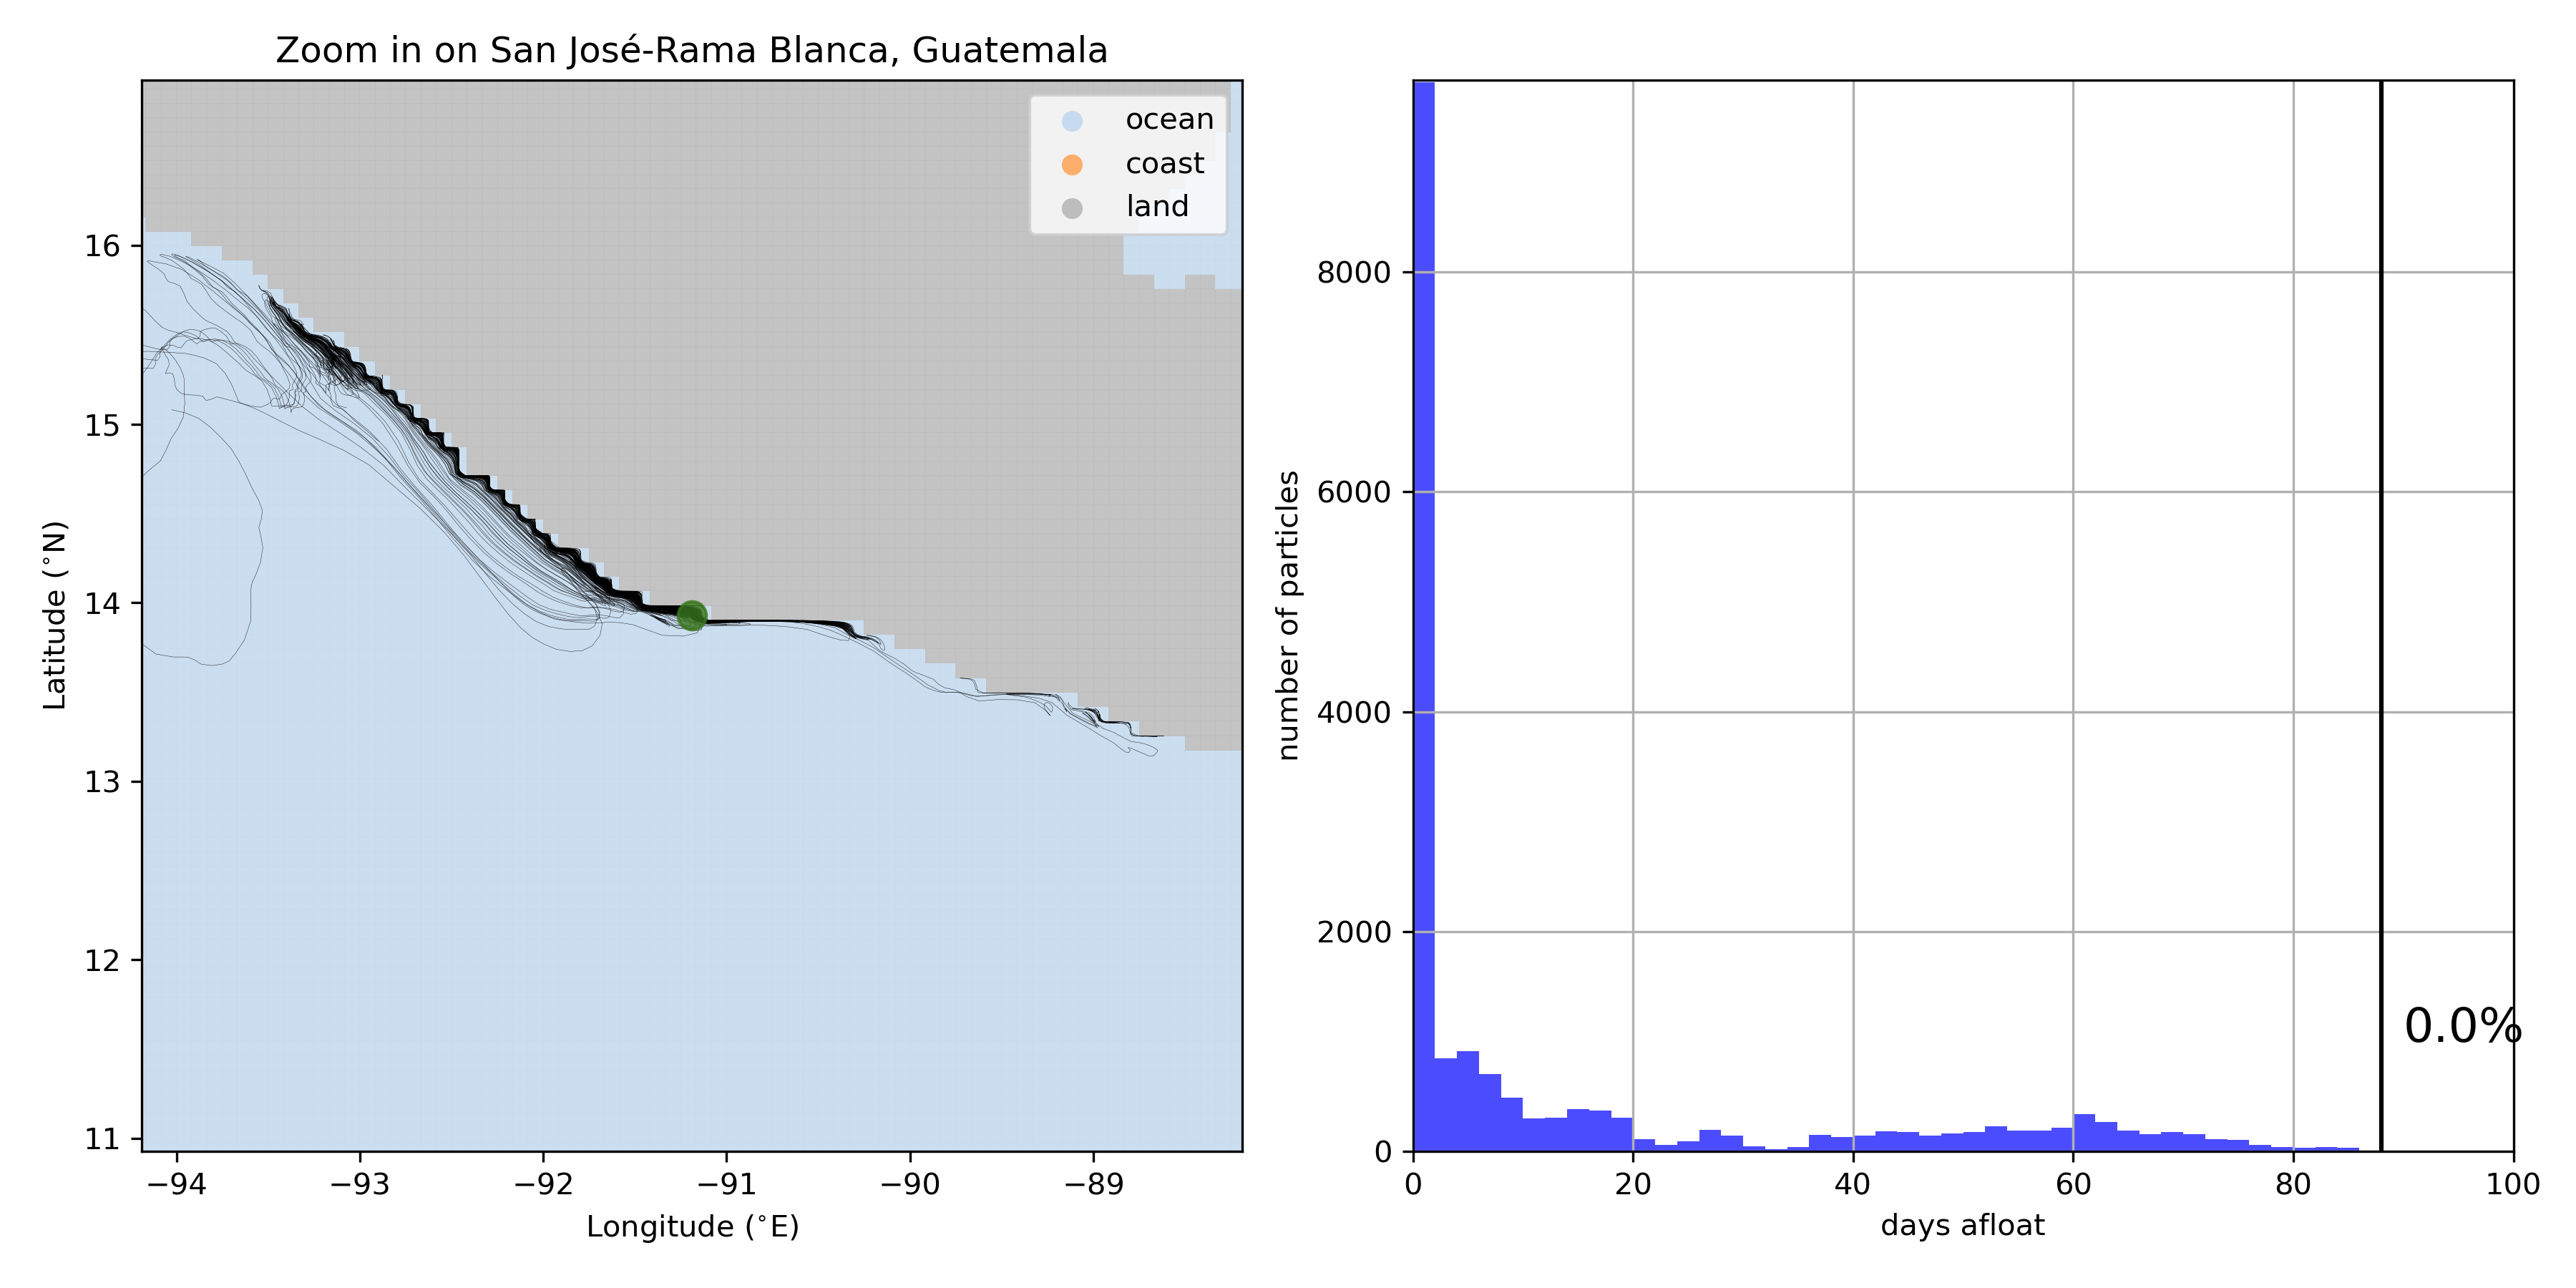 Zoom in on San José-Rama Blanca, Guatemala
ocean
coast
land
16
15
14
13
12
11
Latitude (°N)
−94 −93 −92 −91 −90 −89
Longitude (°E)
8000
6000
4000
2000
0
number of particles
0.0%
0 20 40 60 80 100
days afloat